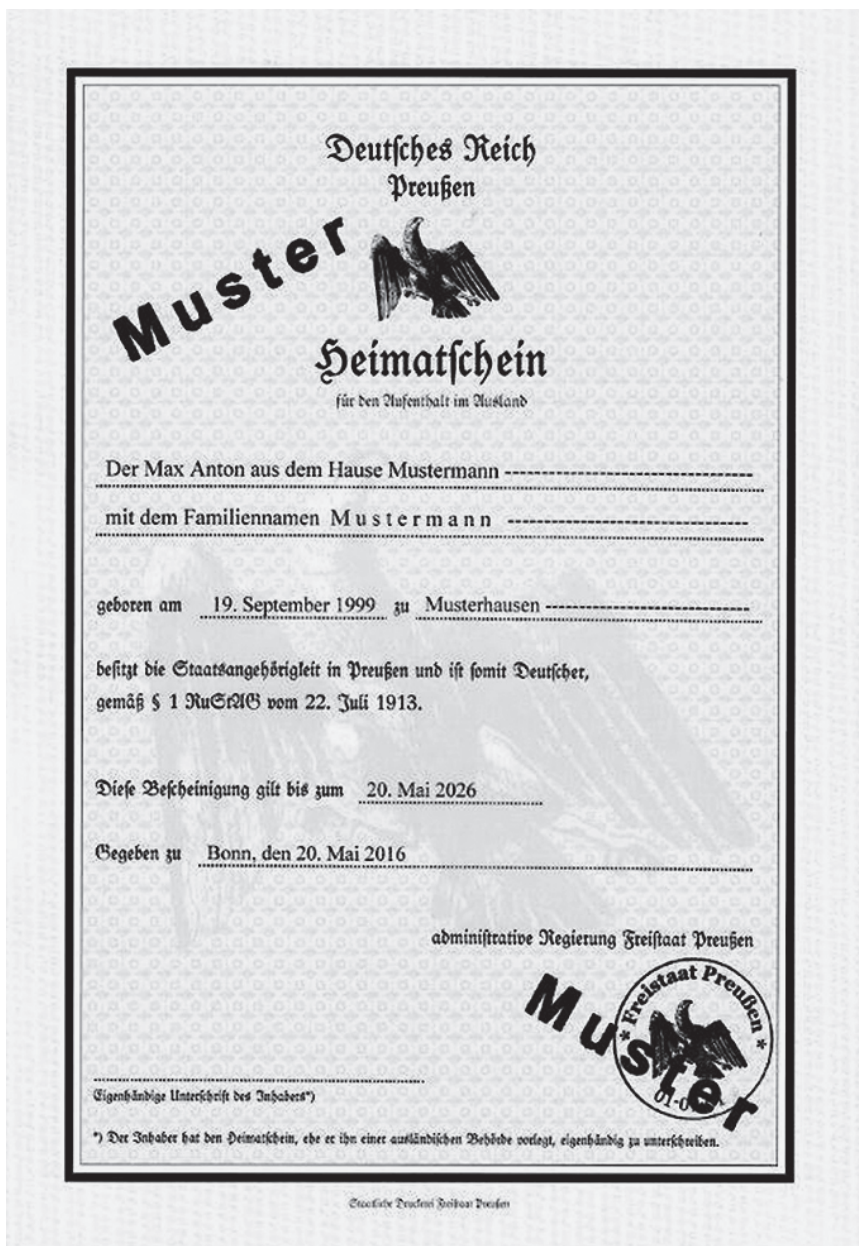 Deutsches Reich
Preußen
Muster
Heimatschein
für den Aufenthalt im Ausland
Der Max Anton aus dem Hause Mustermann --------------------------------
mit dem Familiennamen Mustermann -------------------------------
geboren am 19. September 1999 zu Musterhausen --------------------------
besitzt die Staatsangehörigkeit in Preußen und ist somit Deutscher,
gemäß § 1 RuStAG vom 22. Juli 1913.
Diese Bescheinigung gilt bis zum 20. Mai 2026
Gegeben zu Bonn, den 20. Mai 2016
administrative Regierung Freistaat Preußen
* Freistaat Preußen *
Muster
Eigenhändige Unterschrift des Inhabers*)
*) Der Inhaber hat den Heimatschein, ehe er ihn einer ausländischen Behörde vorlegt, eigenhändig zu unterschreiben.
Staatliche Druckerei Freistaat Preußen